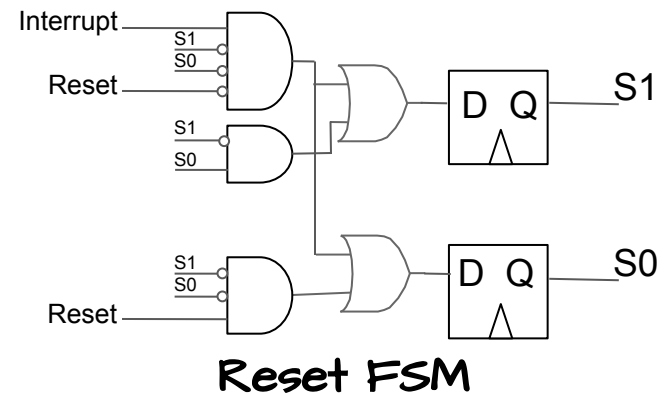 Interrupt
S1
S0
Reset
S1
S0
D Q
S1
S1
S0
Reset
D Q
S0
Reset FSM